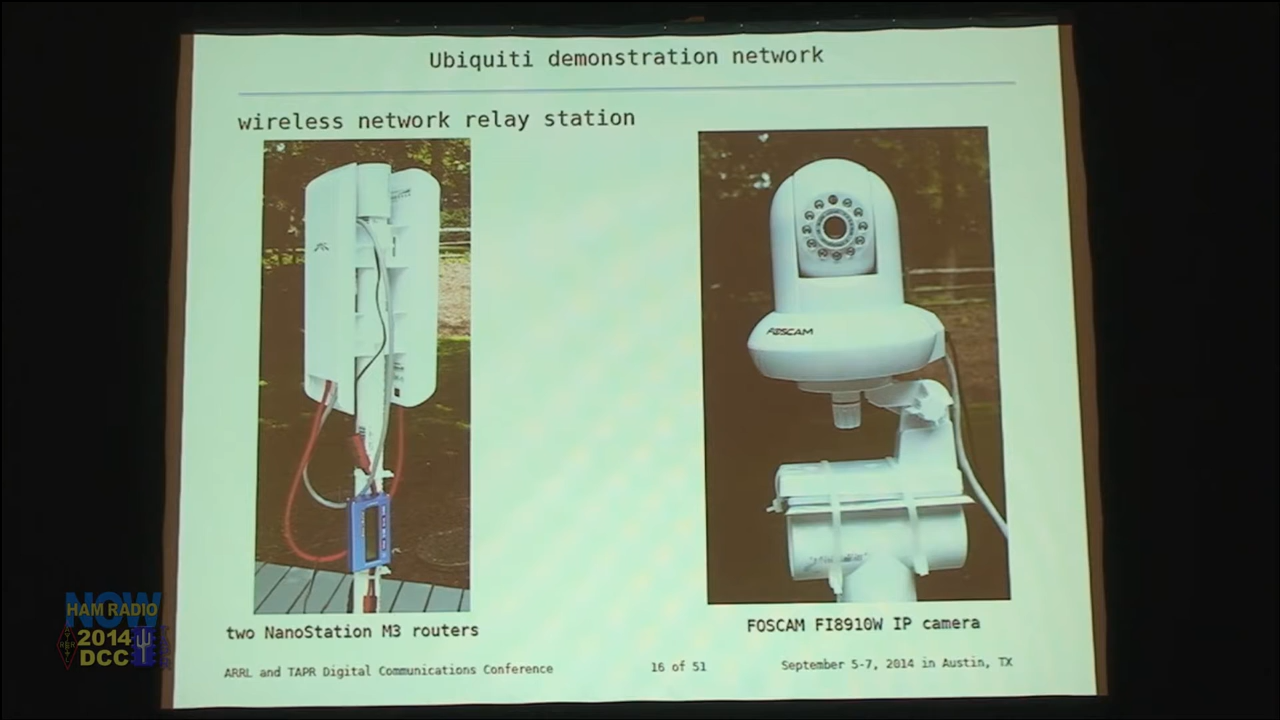 Ubiquiti demonstration network
wireless network relay station
FOSCAM
two NanoStation M3 routers
FOSCAM FI8910W IP camera
ARRL and TAPR Digital Communications Conference
16 of 51
September 5-7, 2014 in Austin, TX
NOW
HAM RADIO
2014
DCC